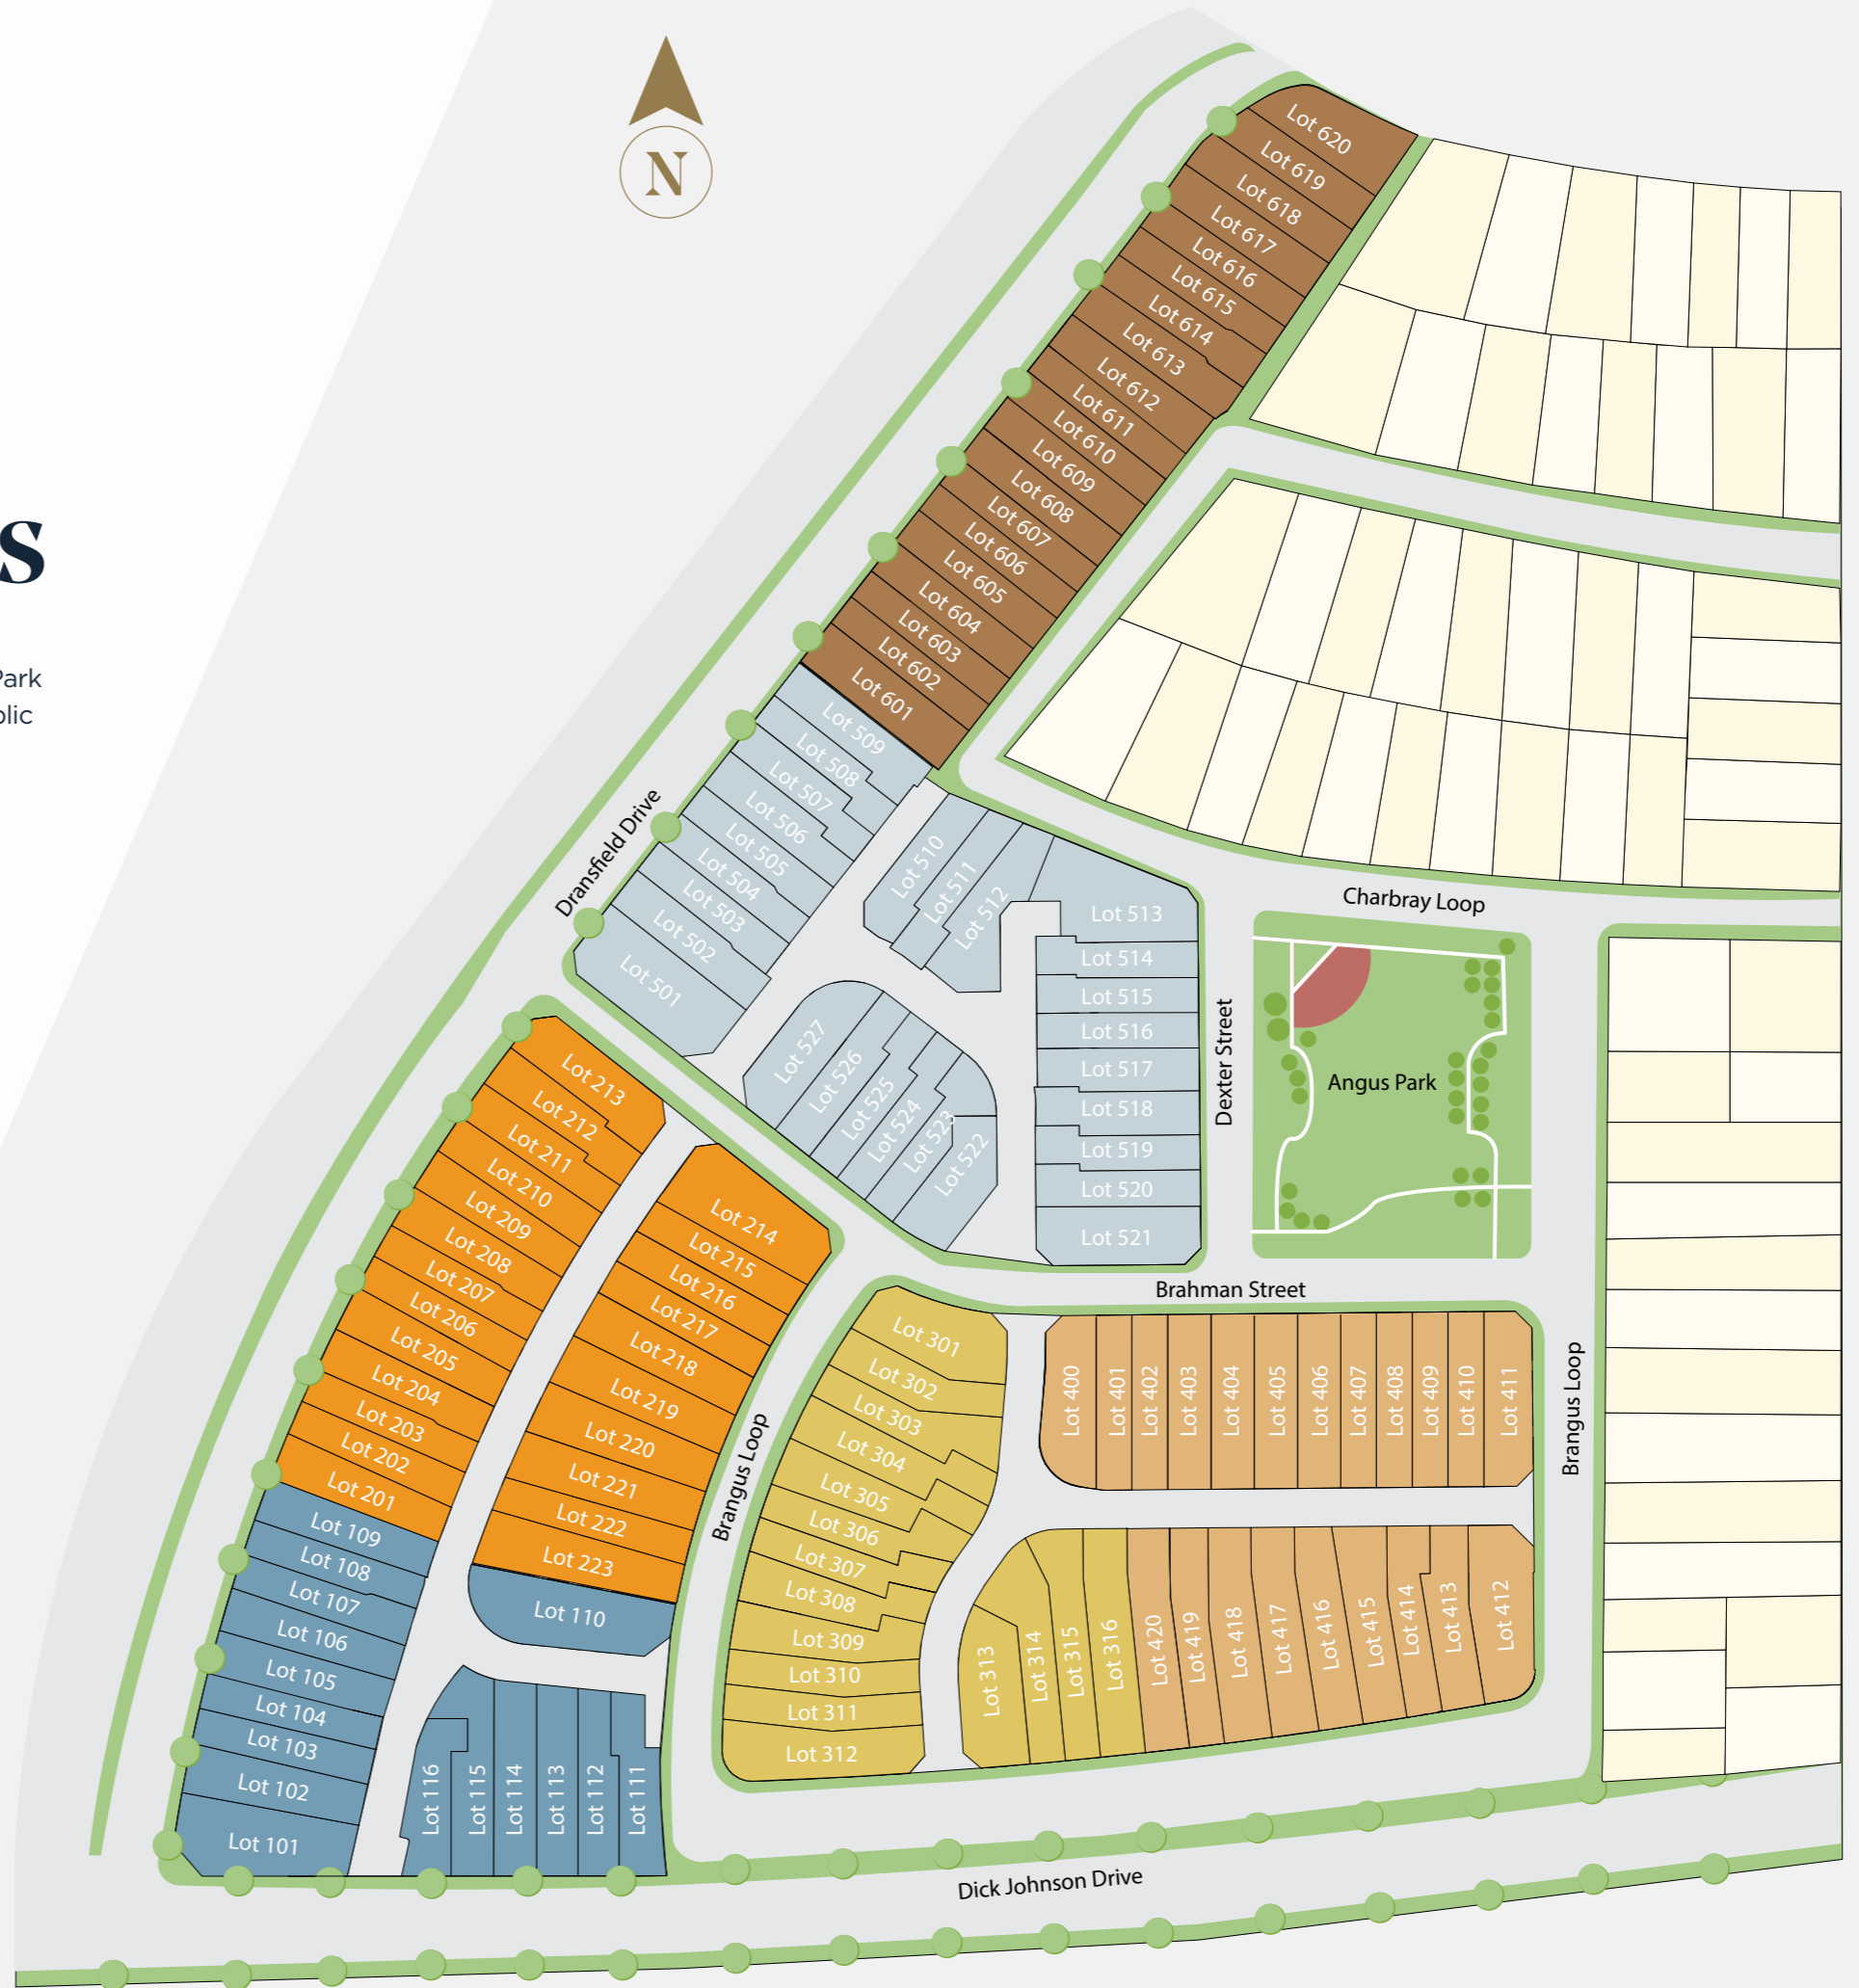 N
s
Park
olic
Lot 620
Lot 619
Lot 618
Lot 617
Lot 616
Lot 615
Lot 614
Lot 613
Lot 612
Lot 611
Lot 610
Lot 609
Lot 608
Lot 607
Lot 606
Lot 605
Lot 604
Lot 603
Lot 602
Lot 601
Lot 509
Lot 508
Lot 507
Lot 506
Lot 505
Lot 504
Lot 503
Lot 502
Lot 501
Dransfield Drive
Lot 510
Lot 511
Lot 512
Lot 513
Lot 514
Lot 515
Lot 516
Lot 517
Lot 518
Lot 519
Lot 520
Lot 521
Lot 527
Lot 526
Lot 525
Lot 524
Lot 523
Lot 522
Charbray Loop
Dexter Street
Angus Park
Brahman Street
Lot 213
Lot 212
Lot 211
Lot 210
Lot 209
Lot 208
Lot 207
Lot 206
Lot 205
Lot 204
Lot 203
Lot 202
Lot 201
Lot 214
Lot 215
Lot 216
Lot 217
Lot 218
Lot 219
Lot 220
Lot 221
Lot 222
Lot 223
Brangus Loop
Lot 301
Lot 302
Lot 303
Lot 304
Lot 305
Lot 306
Lot 307
Lot 308
Lot 309
Lot 310
Lot 311
Lot 312
Lot 400
Lot 401
Lot 402
Lot 403
Lot 404
Lot 405
Lot 406
Lot 407
Lot 408
Lot 409
Lot 410
Lot 411
Brangus Loop
Lot 313
Lot 314
Lot 315
Lot 316
Lot 420
Lot 419
Lot 418
Lot 417
Lot 416
Lot 415
Lot 414
Lot 413
Lot 412
Lot 109
Lot 108
Lot 107
Lot 106
Lot 105
Lot 104
Lot 103
Lot 102
Lot 101
Lot 110
Lot 116
Lot 115
Lot 114
Lot 113
Lot 112
Lot 111
Dick Johnson Drive